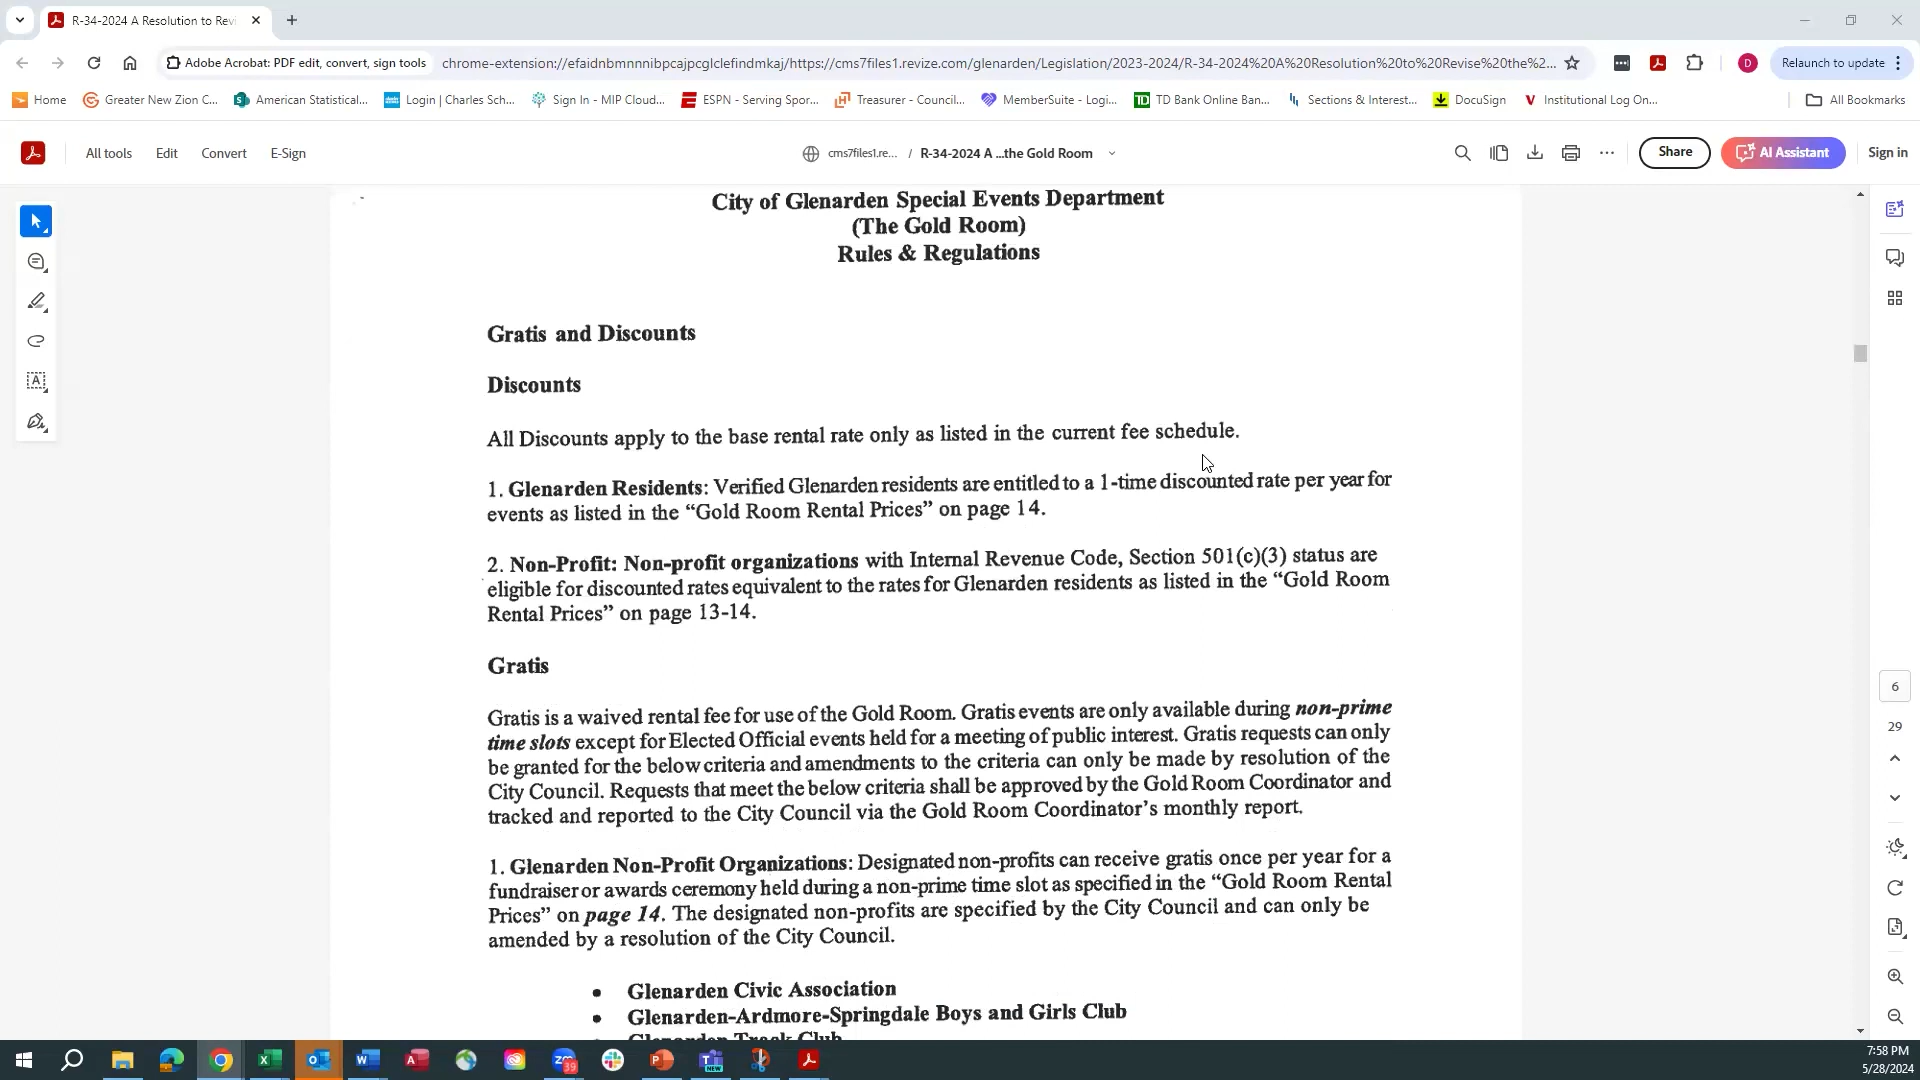 R-34-2024 A Resolution to Revi
Adobe Acrobat: PDF edit, convert, sign tools
chrome-extension://efaidnbmnnnibpcajpcglclefindmkaj/https://cms7files1.revize.com/glenarden/Legislation/2023-2024/R-34-2024%20A%20Resolution%20to%20Revise%20the%2...
D
Relaunch to update
Home
Greater New Zion C...
American Statistical...
Login | Charles Sch...
Sign In - MIP Cloud...
ESPN - Serving Spor...
Treasurer - Council...
MemberSuite - Logi...
TD Bank Online Ban...
Sections & Interest...
DocuSign
Institutional Log On...
All Bookmarks
All tools
Edit
Convert
E-Sign
cms7files1.re... / R-34-2024 A ...the Gold Room
Share
AI Assistant
Sign in
City of Glenarden Special Events Department
(The Gold Room)
Rules & Regulations
Gratis and Discounts
Discounts
All Discounts apply to the base rental rate only as listed in the current fee schedule.
1. Glenarden Residents: Verified Glenarden residents are entitled to a 1-time discounted rate per year for
events as listed in the “Gold Room Rental Prices” on page 14.
2. Non-Profit: Non-profit organizations with Internal Revenue Code, Section 501(c)(3) status are
eligible for discounted rates equivalent to the rates for Glenarden residents as listed in the “Gold Room
Rental Prices” on page 13-14.
Gratis
Gratis is a waived rental fee for use of the Gold Room. Gratis events are only available during non-prime
time slots except for Elected Official events held for a meeting of public interest. Gratis requests can only
be granted for the below criteria and amendments to the criteria can only be made by resolution of the
City Council. Requests that meet the below criteria shall be approved by the Gold Room Coordinator and
tracked and reported to the City Council via the Gold Room Coordinator’s monthly report.
1. Glenarden Non-Profit Organizations: Designated non-profits can receive gratis once per year for a
fundraiser or awards ceremony held during a non-prime time slot as specified in the “Gold Room Rental
Prices” on page 14. The designated non-profits are specified by the City Council and can only be
amended by a resolution of the City Council.
• Glenarden Civic Association
• Glenarden-Ardmore-Springdale Boys and Girls Club
Glenarden Track Club
6
29
39
NEW
7:58 PM
5/28/2024